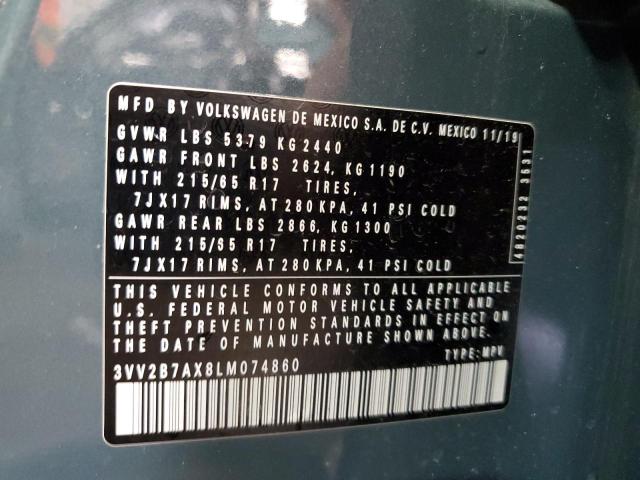 MFD BY VOLKSWAGEN DE MEXICO S.A. DE C.V. MEXICO 11/19
GVWR LBS 5379 KG 2440
GAWR FRONT LBS 2624, KG 1190
WITH 215/65 R17 TIRES,
7JX17 RIMS, AT 280 KPA, 41 PSI COLD
GAWR REAR LBS 2866, KG 1300
WITH 215/65 R17 TIRES,
7JX17 RIMS, AT 280 KPA, 41 PSI COLD
4820232 3531
THIS VEHICLE CONFORMS TO ALL APPLICABLE
U.S. FEDERAL MOTOR VEHICLE SAFETY AND
THEFT PREVENTION STANDARDS IN EFFECT ON
THE DATE OF MANUFACTURE SHOWN ABOVE.
3VV2B7AX8LM074860 TYPE: MPV